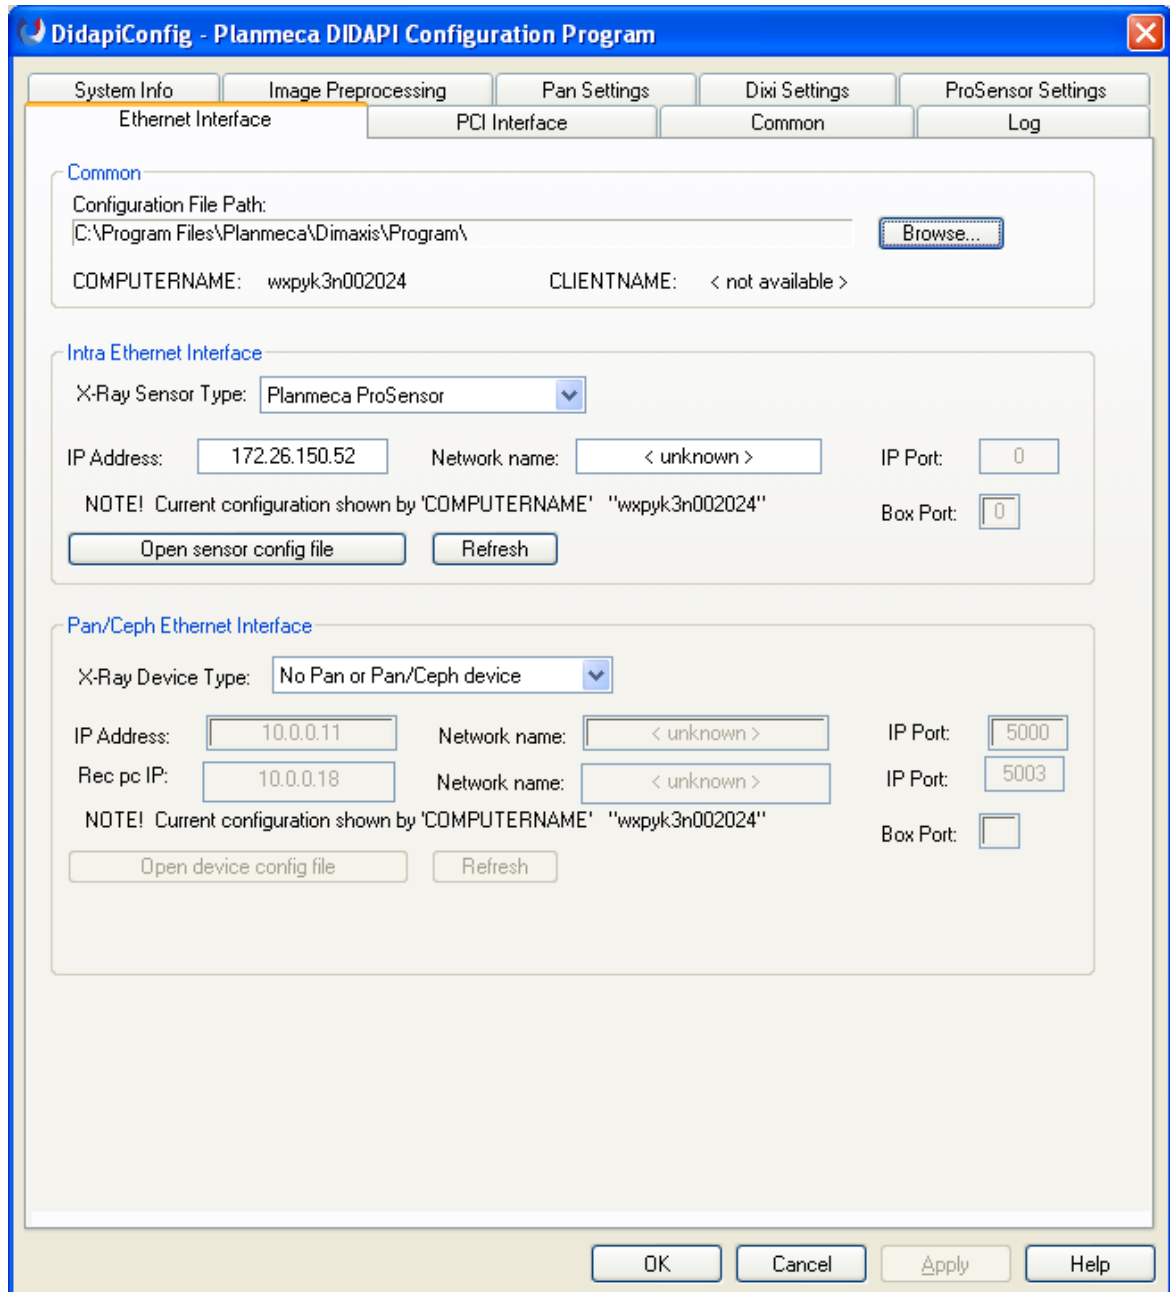 DidapiConfig - Planmeca DIDAPI Configuration Program
System Info Image Preprocessing Pan Settings Dixi Settings ProSensor Settings
Ethernet Interface PCI Interface Common Log
Common
Configuration File Path:
C:\Program Files\Planmeca\Dimaxis\Program\ Browse...
COMPUTERNAME: wxpyk3n002024 CLIENTNAME: < not available >
Intra Ethernet Interface
X-Ray Sensor Type: Planmeca ProSensor
IP Address: 172.26.150.52 Network name: < unknown > IP Port: 0
NOTE! Current configuration shown by 'COMPUTERNAME' "wxpyk3n002024" Box Port: 0
Open sensor config file Refresh
Pan/Ceph Ethernet Interface
X-Ray Device Type: No Pan or Pan/Ceph device
IP Address: 10.0.0.11 Network name: < unknown > IP Port: 5000
Rec pc IP: 10.0.0.18 Network name: < unknown > IP Port: 5003
NOTE! Current configuration shown by 'COMPUTERNAME' "wxpyk3n002024" Box Port:
Open device config file Refresh
OK Cancel Apply Help